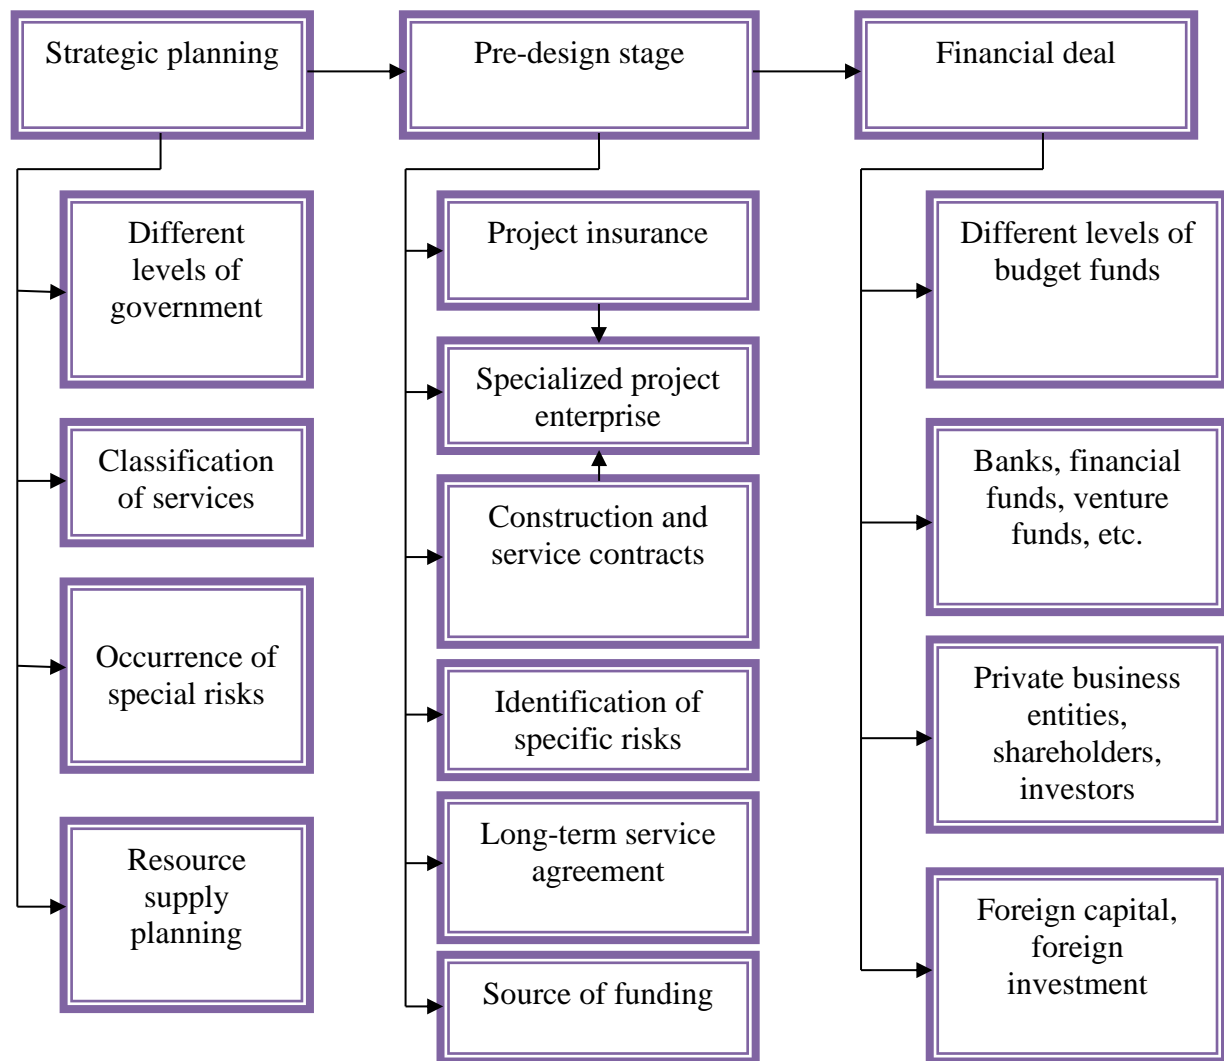 Strategic planning
Pre-design stage
Financial deal
Different
levels of
government
Classification
of services
Occurrence of
special risks
Resource
supply
planning
Project insurance
Specialized project
enterprise
Construction and
service contracts
Identification of
specific risks
Long-term service
agreement
Source of funding
Different levels of
budget funds
Banks, financial
funds, venture
funds, etc.
Private business
entities,
shareholders,
investors
Foreign capital,
foreign
investment